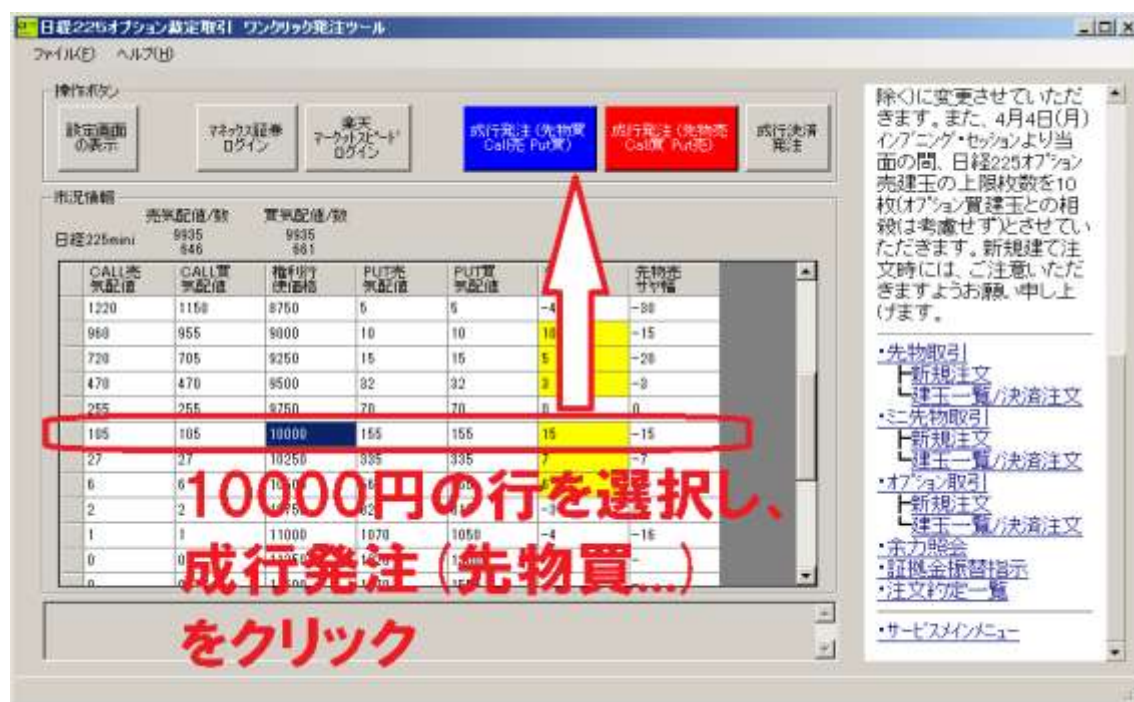 日経225オプション裁定取引 ワンクリック発注ツール
ファイル(F) ヘルプ(H)
操作ボタン
設定画面
の表示
マネックス証券
ログイン
楽天
マーケットスピード
ログイン
成行発注(先物買
Call売 Put買)
成行発注(先物売
Call買 Put売)
成行決済
発注
市況情報
売気配値/数 買気配値/数
日経225mini 9935 9935
646 661
CALL売気配値 CALL買気配値 権利行使価格 PUT売気配値 PUT買気配値 先物売サヤ幅
1220 1150 8750 5 5 -30
960 955 9000 10 10 10 -15
720 705 9250 15 15 5 -20
470 470 9500 32 32 3 -3
255 255 9750 70 70 0 0
105 105 10000 155 155 15 -15
27 27 10250 335 335 7 -7
6 6
2 2
1 1 11000 1070 1050 -4 -16
0
10000円の行を選択し、
成行発注(先物買...)
をクリック
除く)に変更させていただ
きます。また、4月4日(月)
イブニング・セッションより当
面の間、日経225オプション
売建玉の上限枚数を10
枚(オプション買建玉との相
殺は考慮せず)とさせてい
ただきます。新規建て注
文時には、ご注意いただ
きますようお願い申し上
げます。
・先物取引
┣新規注文
┗建玉一覧/決済注文
・ミニ先物取引
┣新規注文
┗建玉一覧/決済注文
・オプション取引
┣新規注文
┗建玉一覧/決済注文
・余力照会
・証拠金振替指示
・注文約定一覧
・サービスメインメニュー